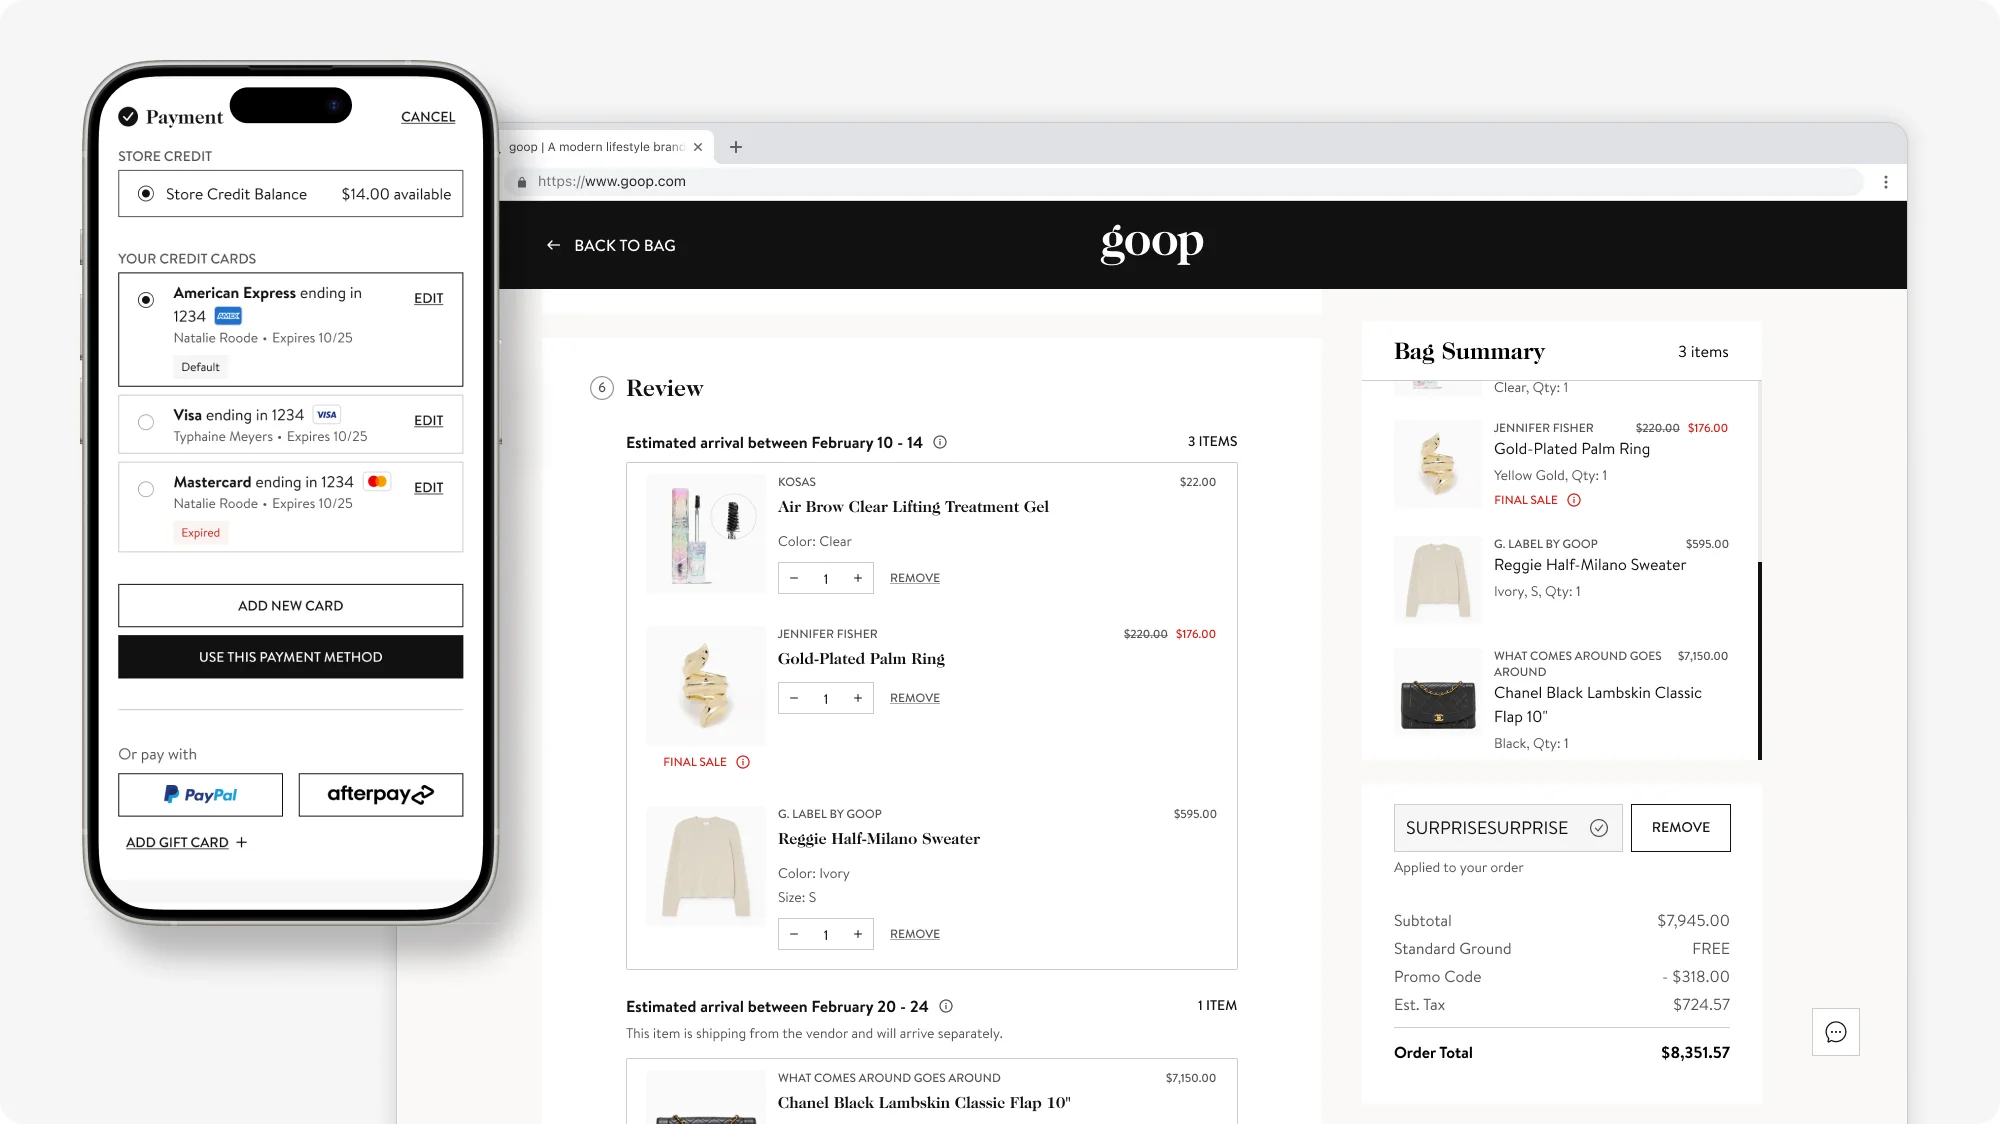 Payment
CANCEL
STORE CREDIT
Store Credit Balance $14.00 available
YOUR CREDIT CARDS
American Express ending in
1234 AMEX
EDIT
Natalie Roode • Expires 10/25
Default
Visa ending in 1234 VISA
EDIT
Typhaine Meyers • Expires 10/25
Mastercard ending in 1234
EDIT
Natalie Roode • Expires 10/25
Expired
ADD NEW CARD
USE THIS PAYMENT METHOD
Or pay with
PayPal
afterpay
ADD GIFT CARD +
goop | A modern lifestyle brand
https://www.goop.com
BACK TO BAG
goop
6 Review
Estimated arrival between February 10 - 14
3 ITEMS
KOSAS
$22.00
Air Brow Clear Lifting Treatment Gel
Color: Clear
− 1 +
REMOVE
JENNIFER FISHER
$220.00 $176.00
Gold-Plated Palm Ring
− 1 +
REMOVE
FINAL SALE
G. LABEL BY GOOP
$595.00
Reggie Half-Milano Sweater
Color: Ivory
Size: S
− 1 +
REMOVE
Estimated arrival between February 20 - 24
1 ITEM
This item is shipping from the vendor and will arrive separately.
WHAT COMES AROUND GOES AROUND
$7,150.00
Chanel Black Lambskin Classic Flap 10"
Bag Summary
3 items
Clear, Qty: 1
JENNIFER FISHER
$220.00 $176.00
Gold-Plated Palm Ring
Yellow Gold, Qty: 1
FINAL SALE
G. LABEL BY GOOP
$595.00
Reggie Half-Milano Sweater
Ivory, S, Qty: 1
WHAT COMES AROUND GOES
AROUND
$7,150.00
Chanel Black Lambskin Classic
Flap 10"
Black, Qty: 1
SURPRISESURPRISE
REMOVE
Applied to your order
Subtotal $7,945.00
Standard Ground FREE
Promo Code - $318.00
Est. Tax $724.57
Order Total $8,351.57